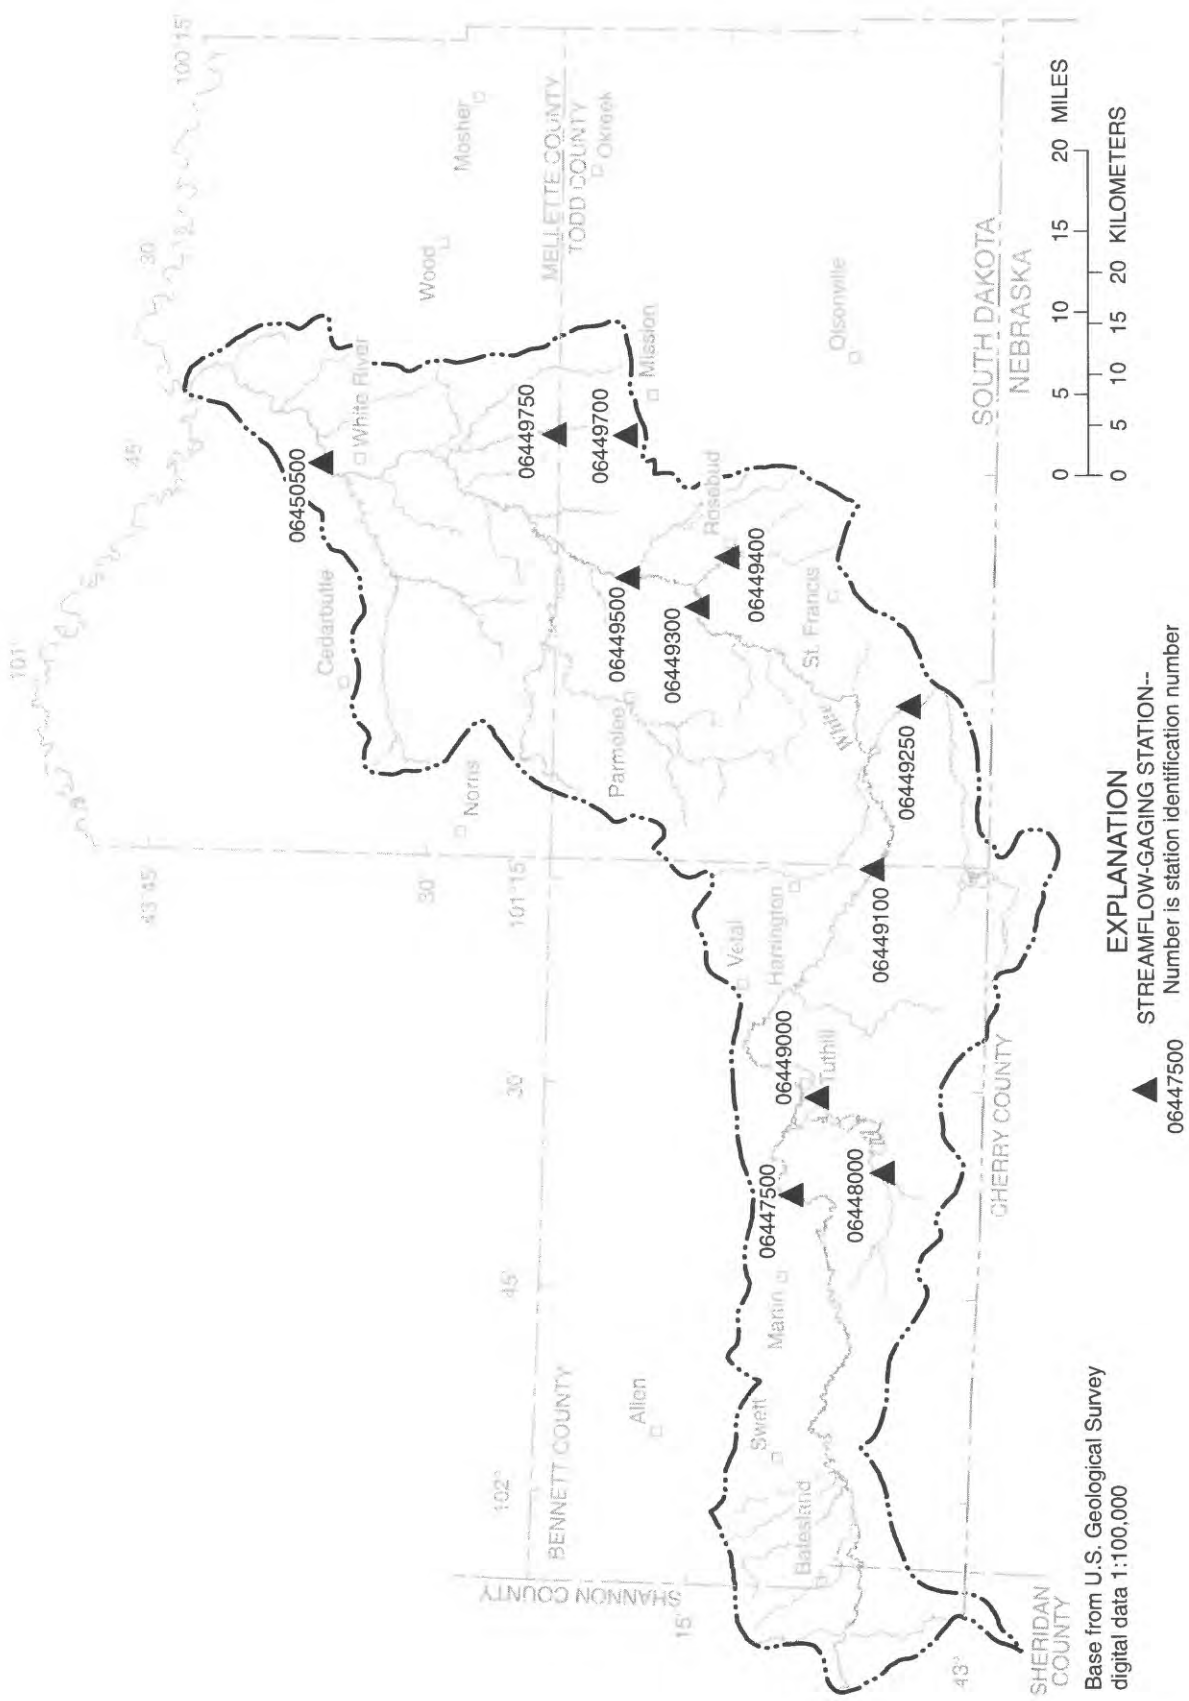 101°
45'
30'
100°15'
43°45'
30'
06450500
Cedarbutte
White River
Wood
Mosher
Norris
MELLETTE COUNTY
TODD COUNTY
Okreek
06449750
06449700
Mission
101°15'
Parmelee
06449500
06449300
Rosebud
06449400
St. Francis
Olsonville
White
06449250
Vetal
Harrington
06449100
30'
06449000
Tuthill
06447500
06448000
45'
Martin
102°
BENNETT COUNTY
Allen
Swett
Batesland
SHANNON COUNTY
15'
43°
SHERIDAN
COUNTY
CHERRY COUNTY
SOUTH DAKOTA
NEBRASKA
0 5 10 15 20 MILES
0 5 10 15 20 KILOMETERS
Base from U.S. Geological Survey
digital data 1:100,000
EXPLANATION
STREAMFLOW-GAGING STATION--
06447500 Number is station identification number